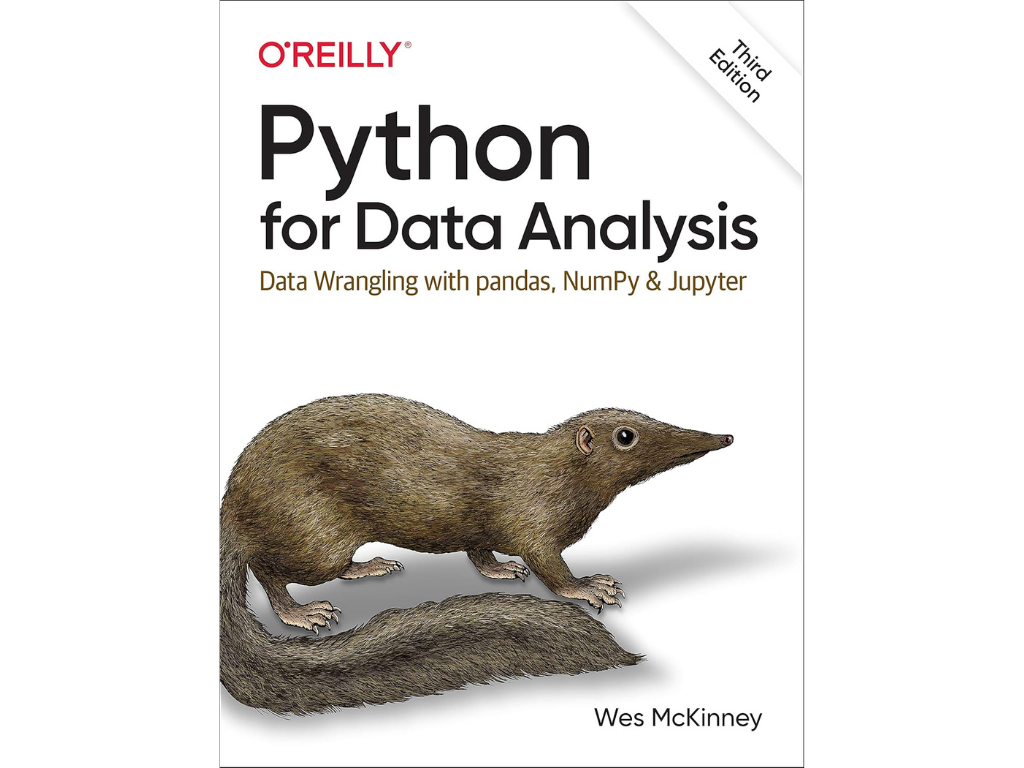 O'REILLY®
Third
Edition
Python
for Data Analysis
Data Wrangling with pandas, NumPy & Jupyter
Wes McKinney